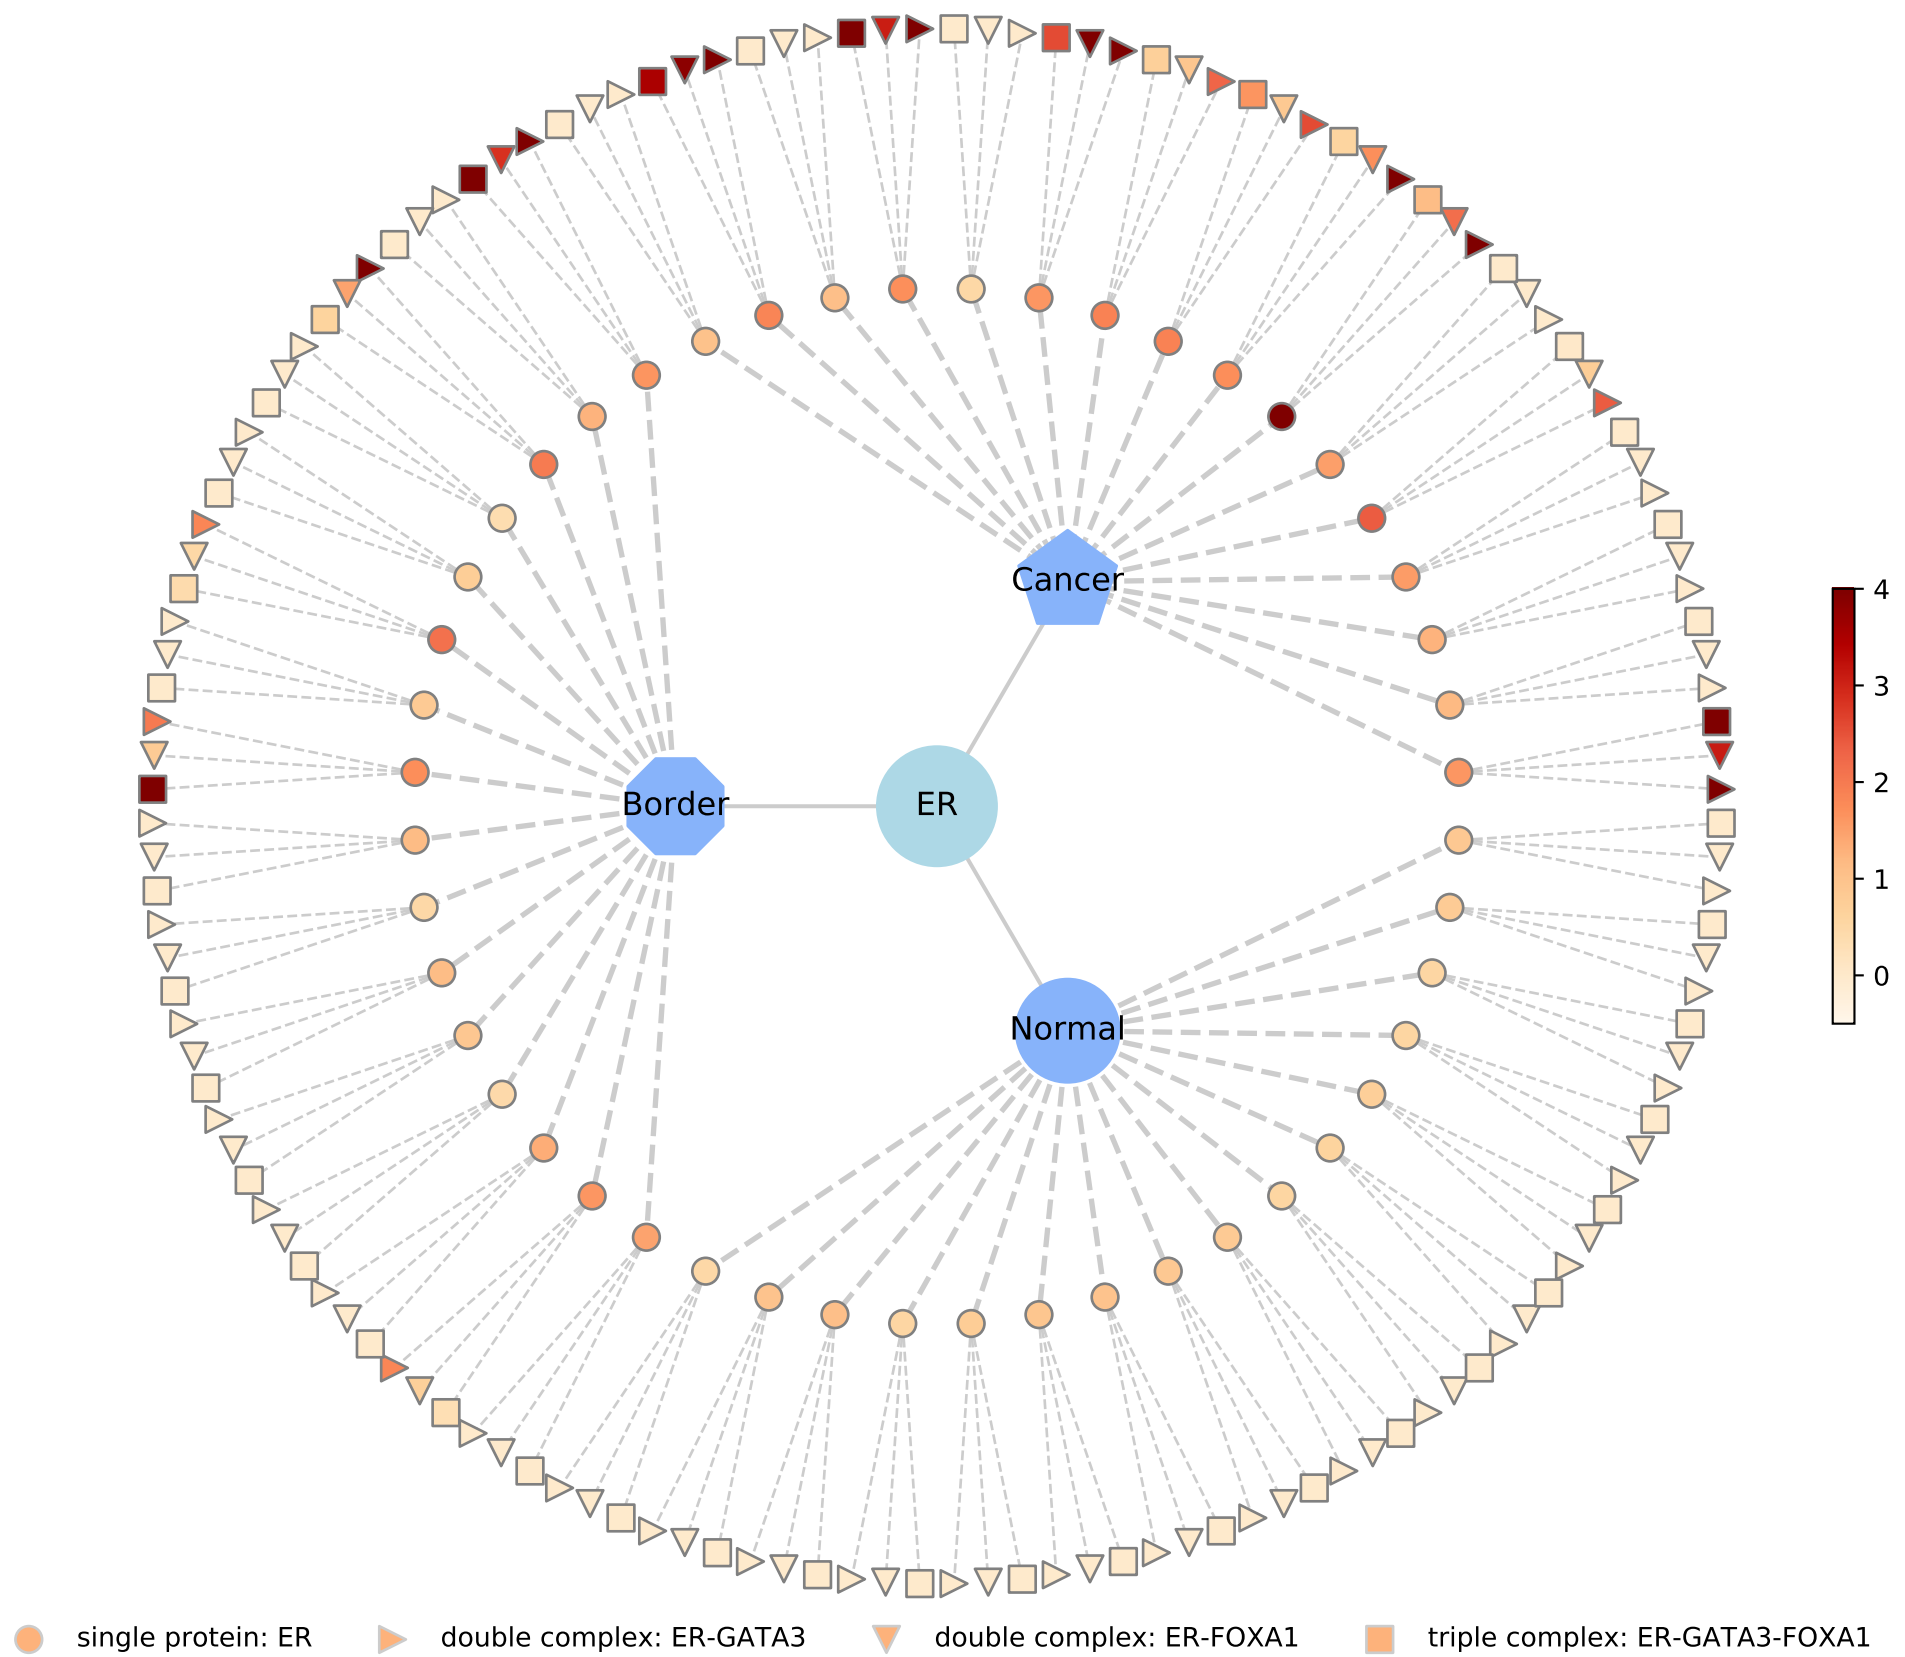 Cancer
Border
ER
Normal
4
3
2
1
0
single protein: ER
double complex: ER-GATA3
double complex: ER-FOXA1
triple complex: ER-GATA3-FOXA1